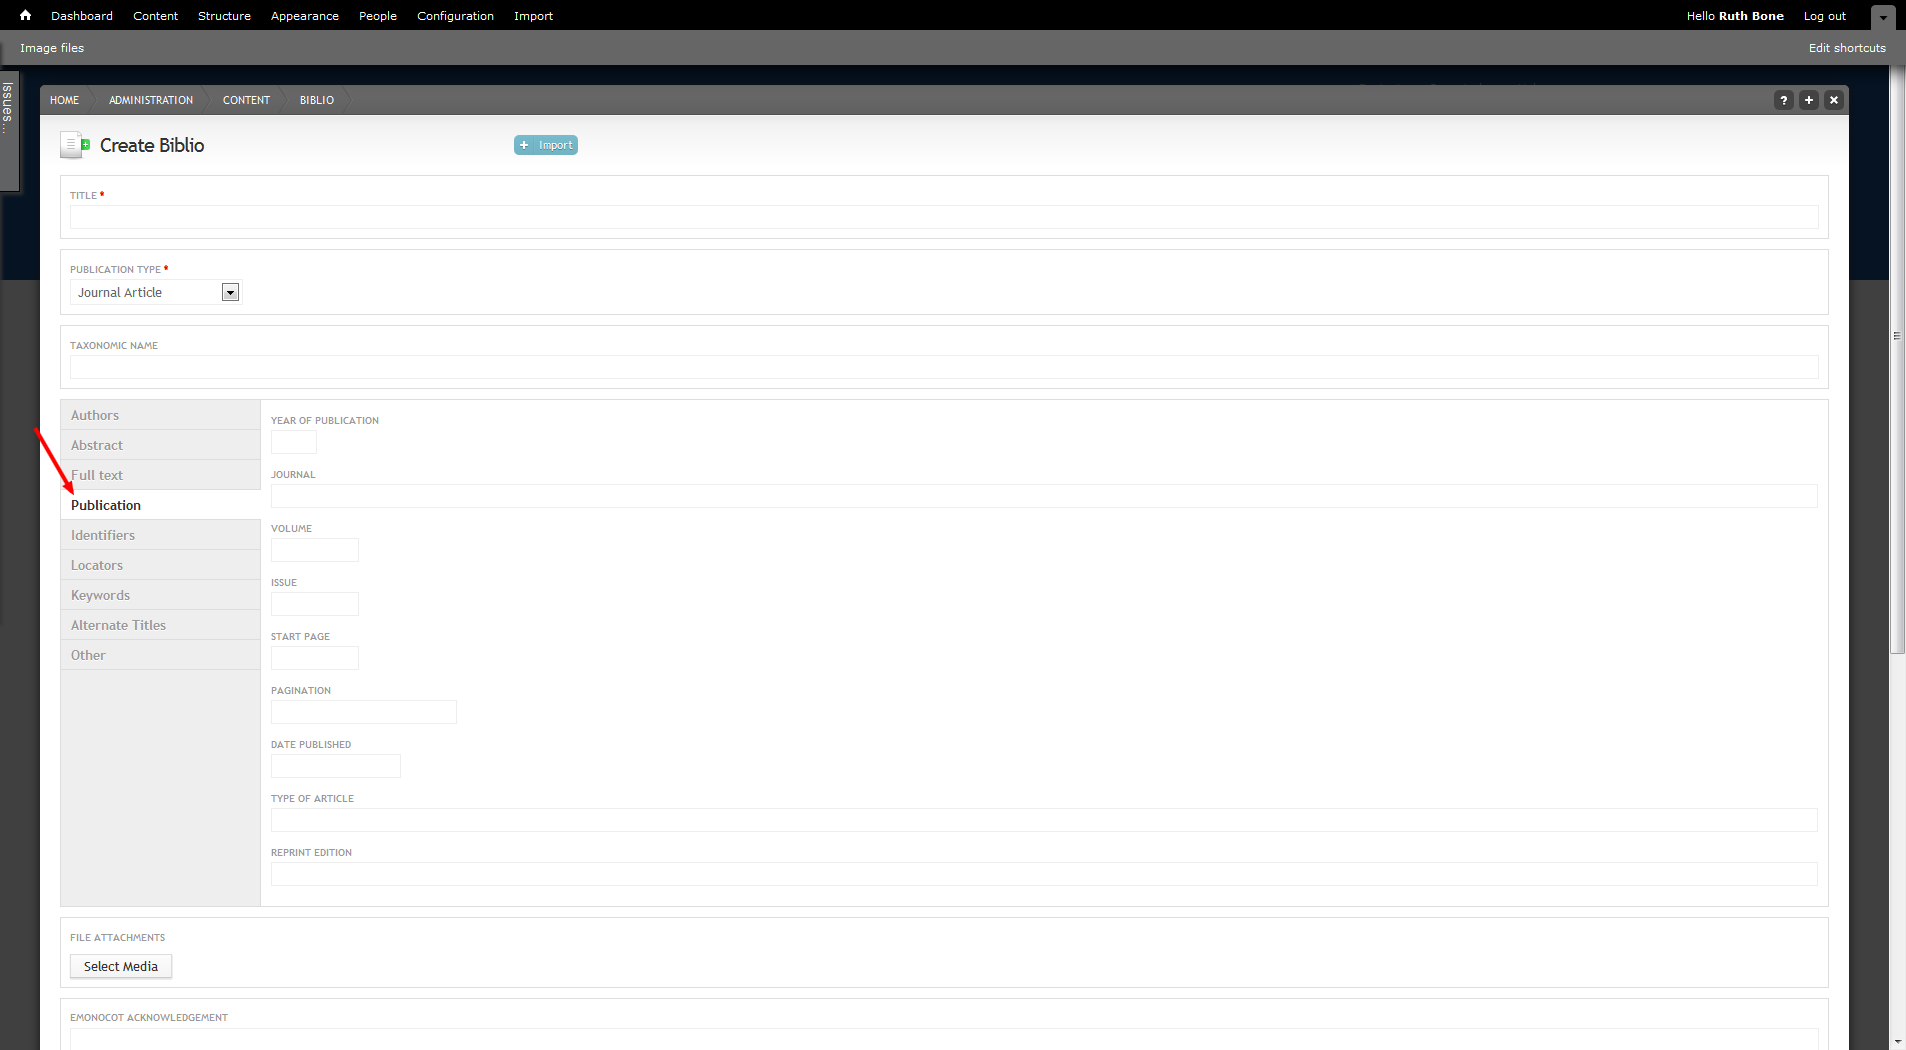 Dashboard Content Structure Appearance People Configuration Import Hello Ruth Bone Log out
Image files Edit shortcuts
Issues...
HOME ADMINISTRATION CONTENT BIBLIO ? + ×
Create Biblio + Import
TITLE *
PUBLICATION TYPE *
Journal Article
TAXONOMIC NAME
Authors
Abstract
Full text
Publication
Identifiers
Locators
Keywords
Alternate Titles
Other
YEAR OF PUBLICATION
JOURNAL
VOLUME
ISSUE
START PAGE
PAGINATION
DATE PUBLISHED
TYPE OF ARTICLE
REPRINT EDITION
FILE ATTACHMENTS
Select Media
EMONOCOT ACKNOWLEDGEMENT